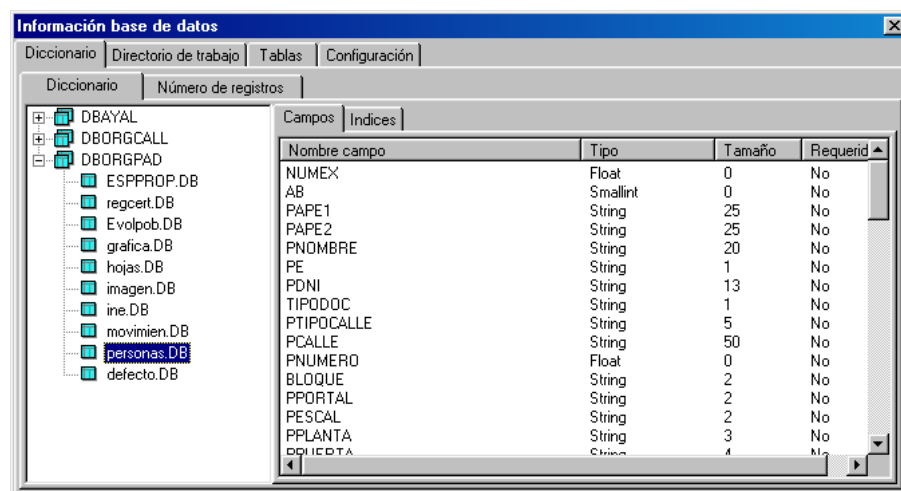 Información base de datos
Diccionario Directorio de trabajo Tablas Configuración
Diccionario Número de registros
DBAYAL
DBORGCALL
DBORGPAD
ESPPROP.DB
regcert.DB
Evolpob.DB
grafica.DB
hojas.DB
imagen.DB
ine.DB
movimien.DB
personas.DB
defecto.DB
Campos Indices
Nombre campo Tipo Tamaño Requerid
NUMEX Float 0 No
AB Smallint 0 No
PAPE1 String 25 No
PAPE2 String 25 No
PNOMBRE String 20 No
PE String 1 No
PDNI String 13 No
TIPODOC String 1 No
PTIPOCALLE String 5 No
PCALLE String 50 No
PNUMERO Float 0 No
BLOQUE String 2 No
PPORTAL String 2 No
PESCAL String 2 No
PPLANTA String 3 No
PPUERTA String 4 No